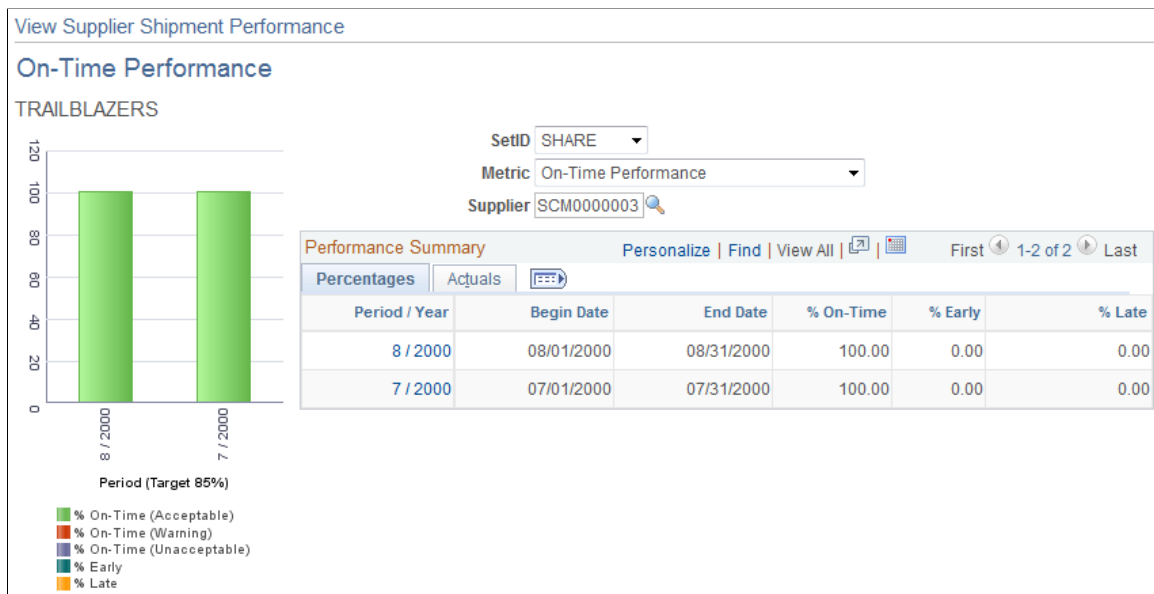 View Supplier Shipment Performance
On-Time Performance
TRAILBLAZERS
SetID SHARE
Metric On-Time Performance
Supplier SCM0000003
120
100
80
60
40
20
0
8 / 2000
7 / 2000
Period (Target 85%)
% On-Time (Acceptable)
% On-Time (Warning)
% On-Time (Unacceptable)
% Early
% Late
Performance Summary Personalize | Find | View All | | First 1-2 of 2 Last
Percentages Actuals
Period / Year Begin Date End Date % On-Time % Early % Late
8 / 2000 08/01/2000 08/31/2000 100.00 0.00 0.00
7 / 2000 07/01/2000 07/31/2000 100.00 0.00 0.00